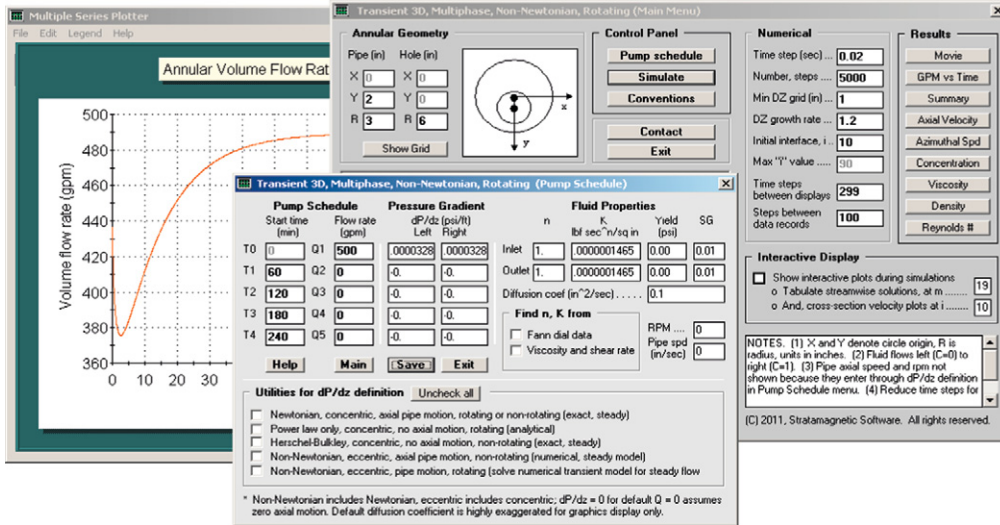 Multiple Series Plotter
File Edit Legend Help
Annular Volume Flow Rat
Volume flow rate (gpm)
500
480
460
440
420
400
380
360
0 10 20 30
Transient 3D, Multiphase, Non-Newtonian, Rotating (Main Menu)
Annular Geometry
Pipe (in) Hole (in)
X 0 X 0
Y 2 Y 0
R 3 R 6
Show Grid
x
y
Control Panel
Pump schedule
Simulate
Conventions
Contact
Exit
Numerical
Time step (sec) ... 0.02
Number, steps .... 5000
Min DZ grid (in) ... 1
DZ growth rate ... 1.2
Initial interface, i .. 10
Max "i" value ..... 90
Time steps
between displays 299
Steps between
data records 100
Results
Movie
GPM vs Time
Summary
Axial Velocity
Azimuthal Spd
Concentration
Viscosity
Density
Reynolds #
Interactive Display
Show interactive plots during simulations
o Tabulate streamwise solutions, at m ........ 19
o And, cross-section velocity plots at i ........ 10
NOTES. (1) X and Y denote circle origin, R is
radius, units in inches. (2) Fluid flows left (C=0) to
right (C=1). (3) Pipe axial speed and rpm not
shown because they enter through dP/dz definition
in Pump Schedule menu. (4) Reduce time steps for
(C) 2011, Stratamagnetic Software. All rights reserved.
Transient 3D, Multiphase, Non-Newtonian, Rotating (Pump Schedule)
Pump Schedule Pressure Gradient Fluid Properties
Start time Flow rate dP/dz (psi/ft) n K Yield SG
(min) (gpm) Left Right lbf sec^n/sq in (psi)
T0 0 Q1 500 .0000328 .0000328 Inlet 1. .0000001465 0.00 0.01
T1 60 Q2 0 -0. -0. Outlet 1. .0000001465 0.00 0.01
T2 120 Q3 0 -0. -0. Diffusion coef (in^2/sec) . . . . . 0.1
T3 180 Q4 0 -0. -0.
T4 240 Q5 0 -0. -0.
Find n, K from
Fann dial data
Viscosity and shear rate
RPM .... 0
Pipe spd
(in/sec) 0
Help Main Save Exit
Utilities for dP/dz definition Uncheck all
Newtonian, concentric, axial pipe motion, rotating or non-rotating (exact, steady)
Power law only, concentric, no axial motion, rotating (analytical)
Herschel-Bulkley, concentric, no axial motion, non-rotating (exact, steady)
Non-Newtonian, eccentric, axial pipe motion, non-rotating (numerical, steady model)
Non-Newtonian, eccentric, pipe motion, rotating (solve numerical transient model for steady flow
* Non-Newtonian includes Newtonian, eccentric includes concentric; dP/dz = 0 for default Q = 0 assumes
zero axial motion. Default diffusion coefficient is highly exaggerated for graphics display only.